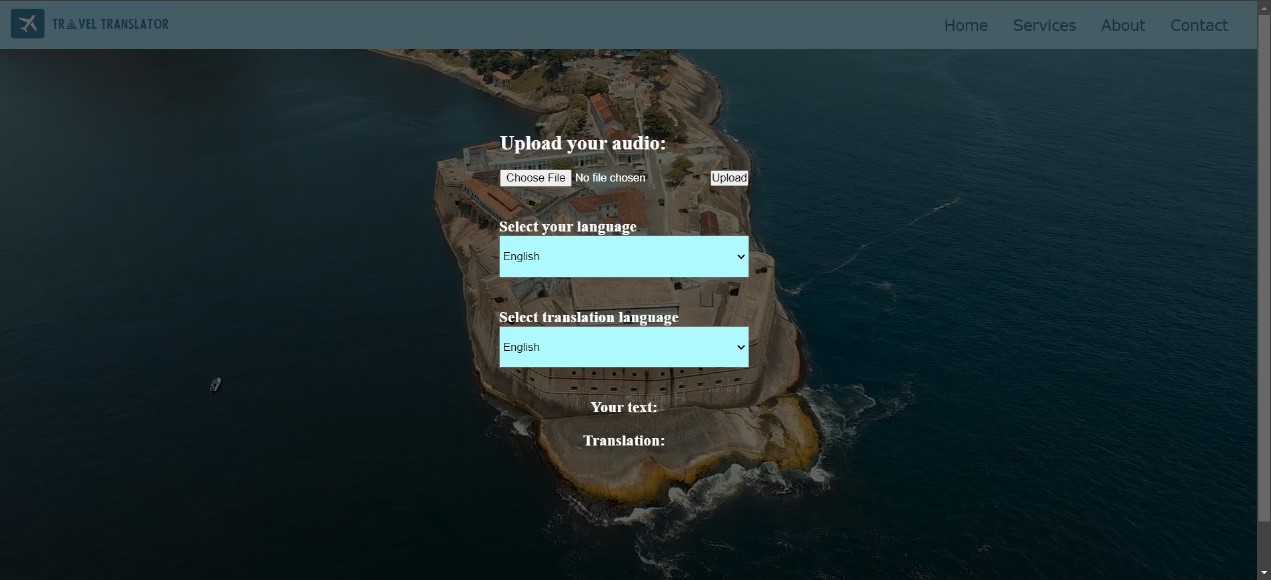 TRAVEL TRANSLATOR
Home Services About Contact
Upload your audio:
Choose File No file chosen Upload
Select your language
English
Select translation language
English
Your text:
Translation: